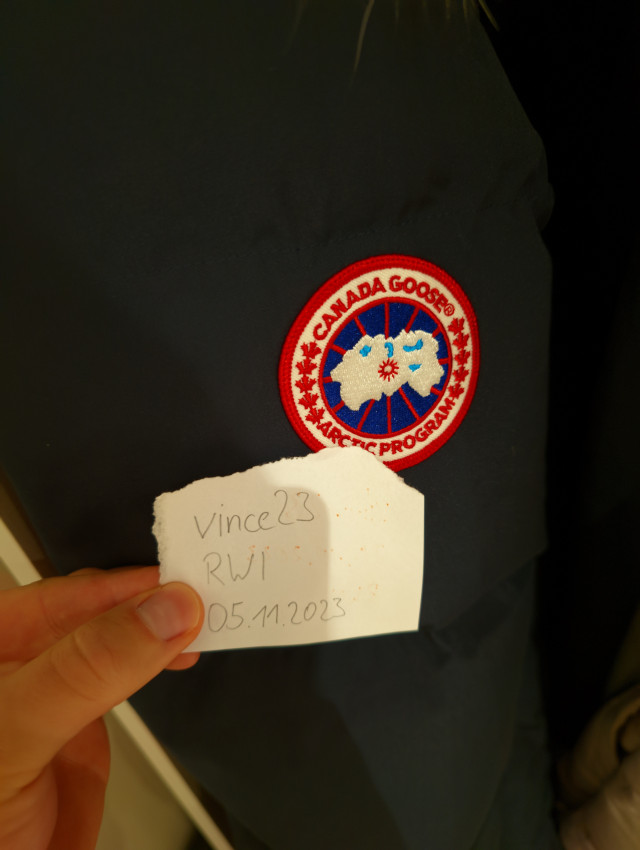 CANADA GOOSE®
ARCTIC PROGRAM
vince23
RWI
05.11.2023